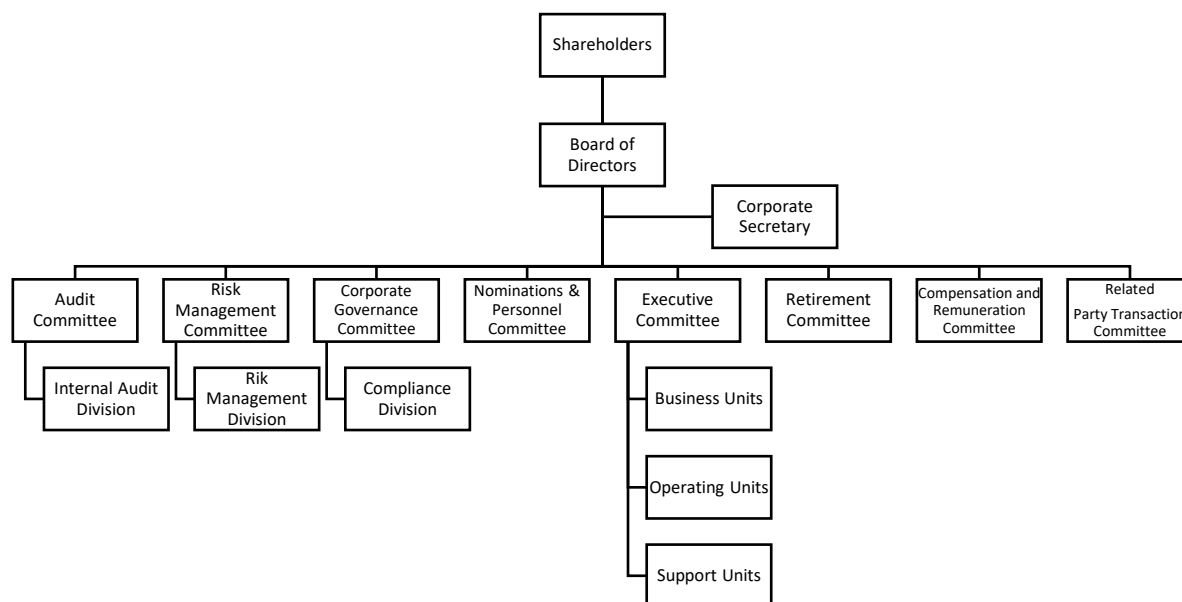 Shareholders
Board of
Directors
Corporate
Secretary
Audit
Committee
Risk
Management
Committee
Corporate
Governance
Committee
Nominations &
Personnel
Committee
Executive
Committee
Retirement
Committee
Compensation and
Remuneration
Committee
Related
Party Transaction
Committee
Internal Audit
Division
Rik
Management
Division
Compliance
Division
Business Units
Operating Units
Support Units